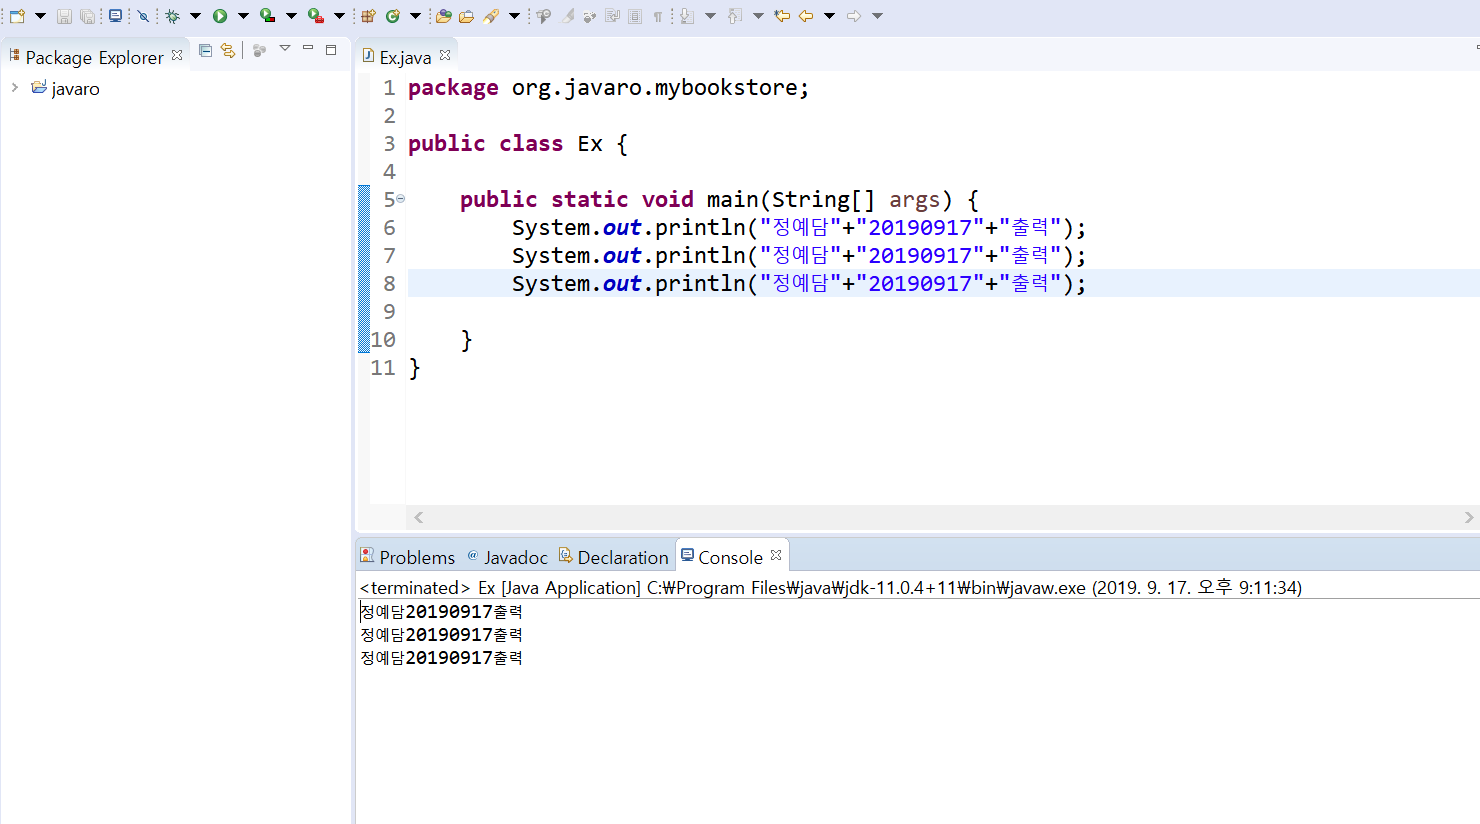 Package Explorer
javaro
Ex.java
1 package org.javaro.mybookstore;
2
3 public class Ex {
4
5 public static void main(String[] args) {
6 System.out.println("정예담"+"20190917"+"출력");
7 System.out.println("정예담"+"20190917"+"출력");
8 System.out.println("정예담"+"20190917"+"출력");
9
10 }
11 }
Problems @ Javadoc Declaration Console
<terminated> Ex [Java Application] C:₩Program Files₩java₩jdk-11.0.4+11₩bin₩javaw.exe (2019. 9. 17. 오후 9:11:34)
정예담20190917출력
정예담20190917출력
정예담20190917출력